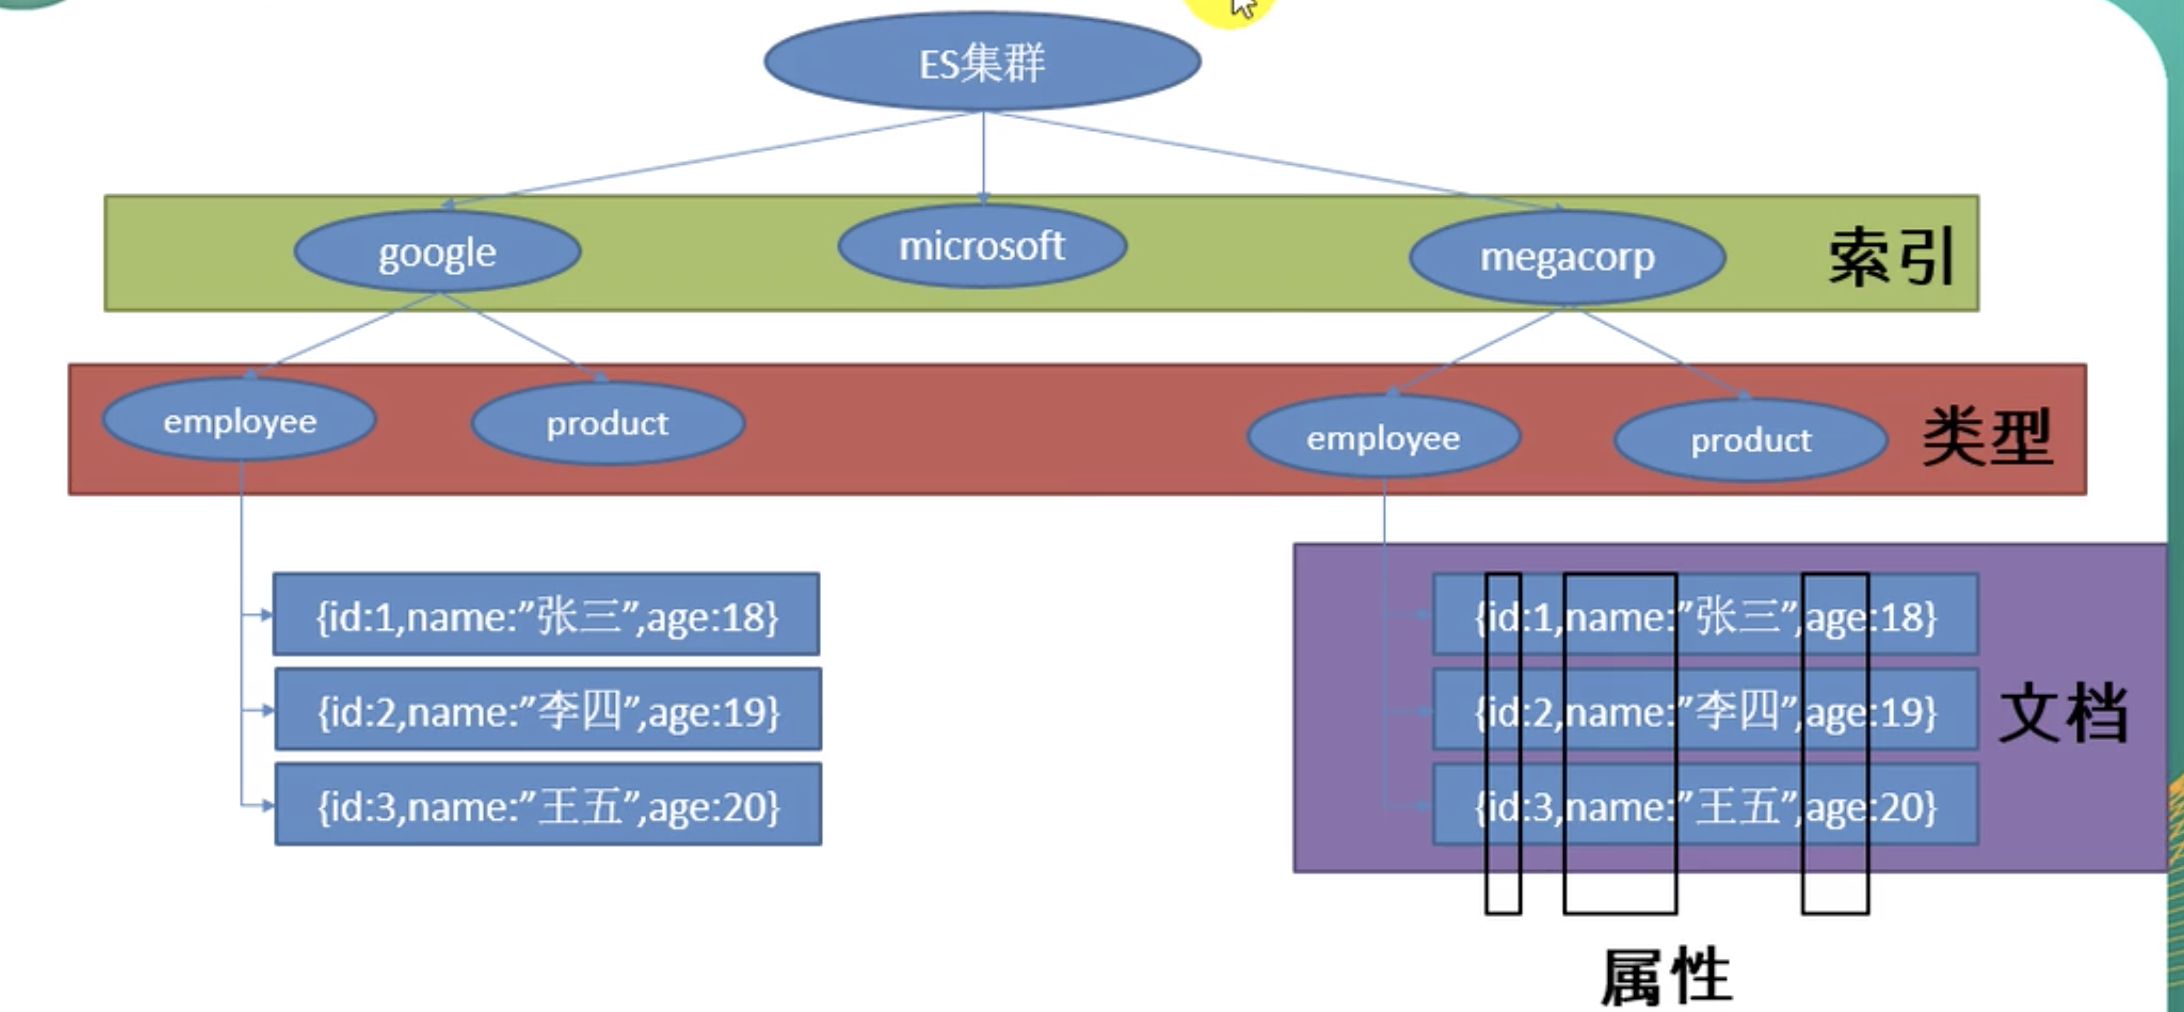 ES集群
google
microsoft
megacorp
索引
employee
product
employee
product
类型
{id:1,name:”张三”,age:18}
{id:2,name:”李四”,age:19}
{id:3,name:”王五”,age:20}
{id:1,name:”张三”,age:18}
{id:2,name:”李四”,age:19}
{id:3,name:”王五”,age:20}
文档
属性